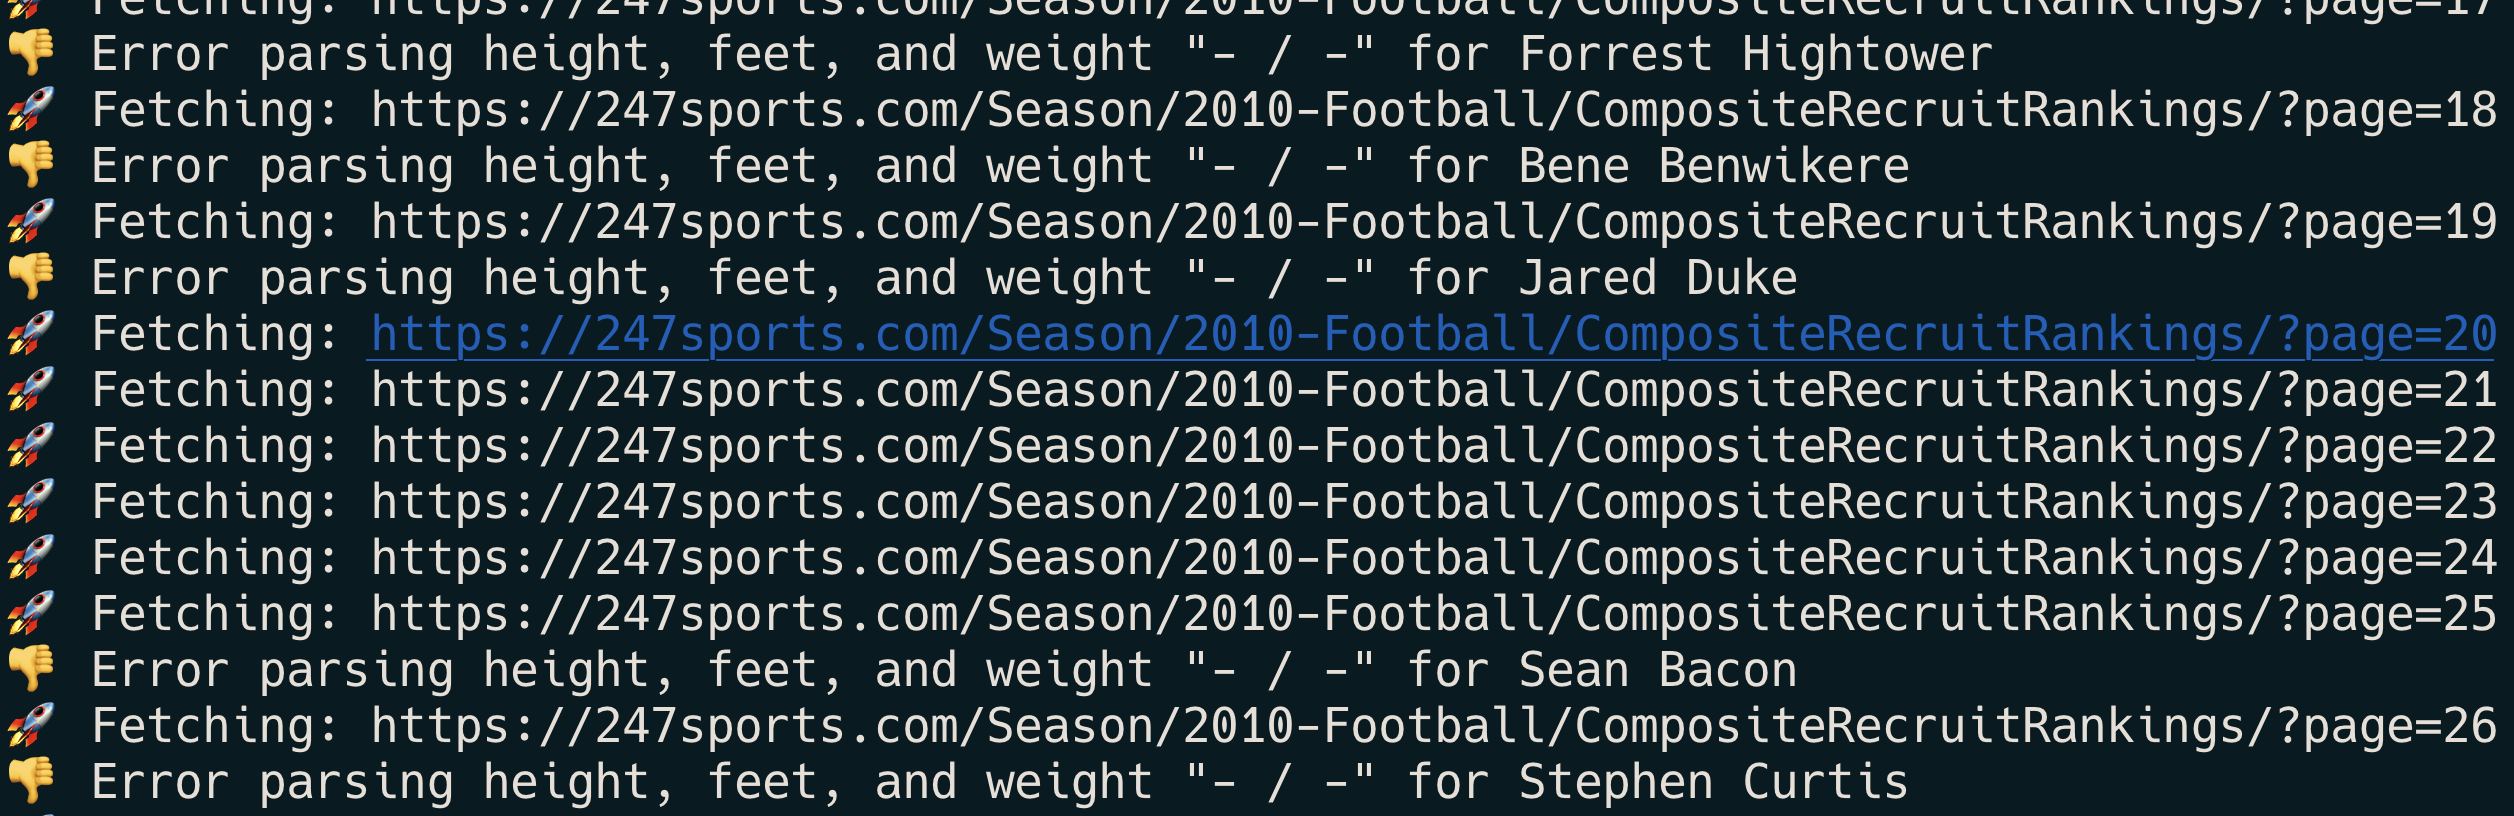 🚀 Fetching: https://247sports.com/Season/2010-Football/CompositeRecruitRankings/?page=17
👎 Error parsing height, feet, and weight "- / -" for Forrest Hightower
🚀 Fetching: https://247sports.com/Season/2010-Football/CompositeRecruitRankings/?page=18
👎 Error parsing height, feet, and weight "- / -" for Bene Benwikere
🚀 Fetching: https://247sports.com/Season/2010-Football/CompositeRecruitRankings/?page=19
👎 Error parsing height, feet, and weight "- / -" for Jared Duke
🚀 Fetching: https://247sports.com/Season/2010-Football/CompositeRecruitRankings/?page=20
🚀 Fetching: https://247sports.com/Season/2010-Football/CompositeRecruitRankings/?page=21
🚀 Fetching: https://247sports.com/Season/2010-Football/CompositeRecruitRankings/?page=22
🚀 Fetching: https://247sports.com/Season/2010-Football/CompositeRecruitRankings/?page=23
🚀 Fetching: https://247sports.com/Season/2010-Football/CompositeRecruitRankings/?page=24
🚀 Fetching: https://247sports.com/Season/2010-Football/CompositeRecruitRankings/?page=25
👎 Error parsing height, feet, and weight "- / -" for Sean Bacon
🚀 Fetching: https://247sports.com/Season/2010-Football/CompositeRecruitRankings/?page=26
👎 Error parsing height, feet, and weight "- / -" for Stephen Curtis